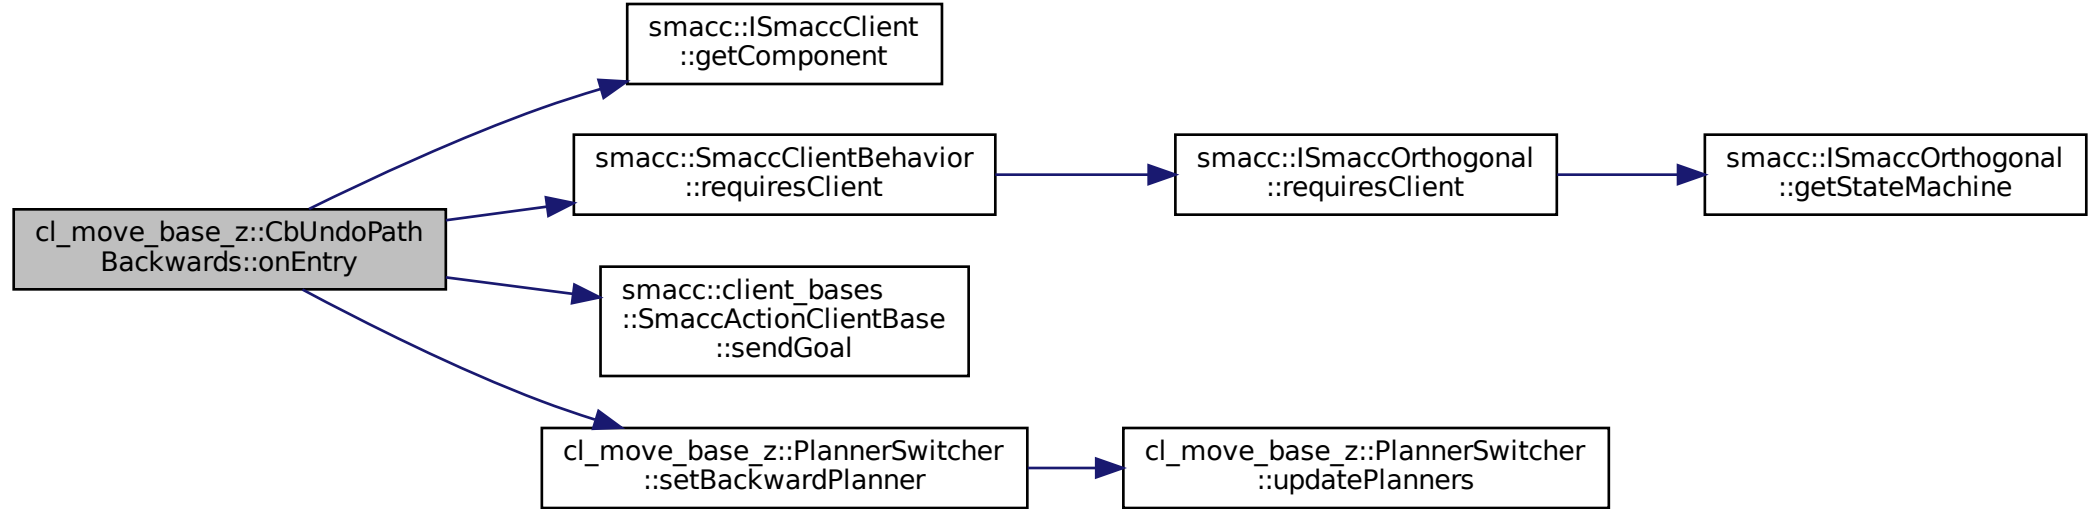 smacc::ISmaccClient
::getComponent
smacc::SmaccClientBehavior
::requiresClient
smacc::ISmaccOrthogonal
::requiresClient
smacc::ISmaccOrthogonal
::getStateMachine
cl_move_base_z::CbUndoPath
Backwards::onEntry
smacc::client_bases
::SmaccActionClientBase
::sendGoal
cl_move_base_z::PlannerSwitcher
::setBackwardPlanner
cl_move_base_z::PlannerSwitcher
::updatePlanners